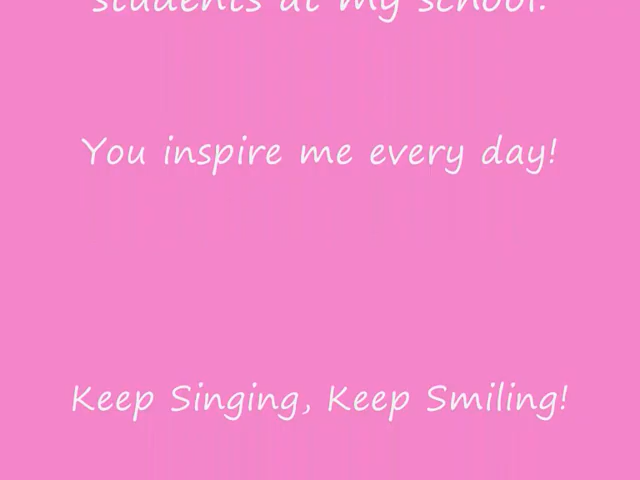 students at my school.
You inspire me every day!
Keep Singing, Keep Smiling!